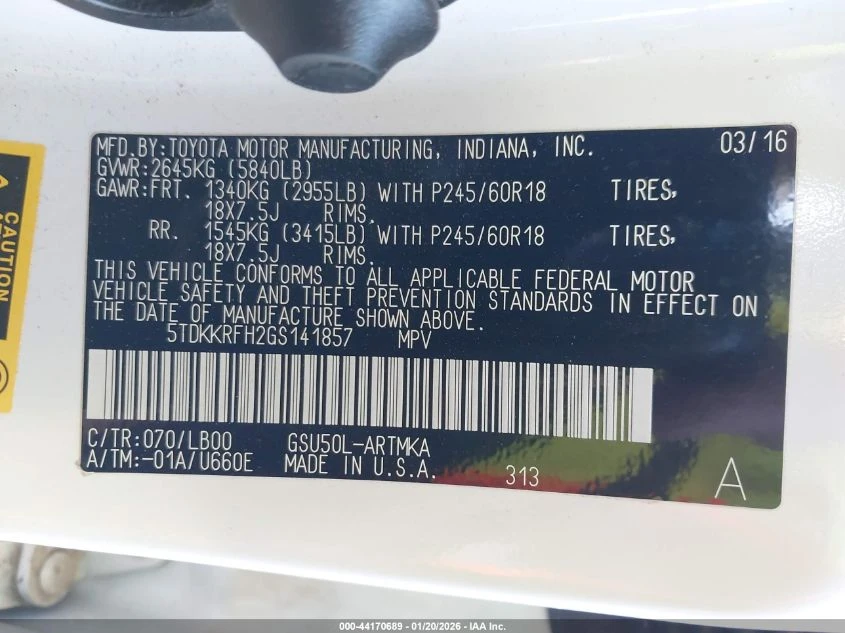 MFD.BY:TOYOTA MOTOR MANUFACTURING, INDIANA, INC. 03/16
GVWR:2645KG (5840LB)
GAWR:FRT. 1340KG (2955LB) WITH P245/60R18 TIRES,
18X7.5J RIMS.
RR. 1545KG (3415LB) WITH P245/60R18 TIRES,
18X7.5J RIMS.
THIS VEHICLE CONFORMS TO ALL APPLICABLE FEDERAL MOTOR
VEHICLE SAFETY AND THEFT PREVENTION STANDARDS IN EFFECT ON
THE DATE OF MANUFACTURE SHOWN ABOVE.
5TDKKRFH2GS141857 MPV
C/TR:070/LB00 GSU50L-ARTMKA
A/TM:-01A/U660E MADE IN U.S.A. 313 A
CAUTION
000-44170689 - 01/20/2026 - IAA Inc.